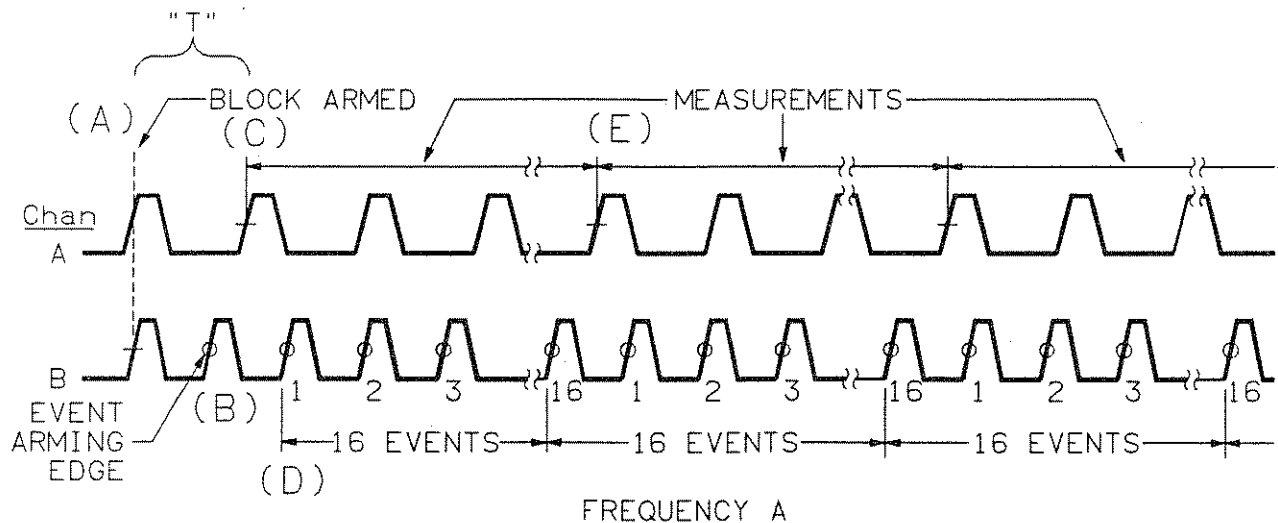 "T"
(A)
BLOCK ARMED
(C)
MEASUREMENTS
(E)
Chan
A
B
1 2 3 16 1 2 3 16 1 2 3 16
EVENT
ARMING
EDGE
(B)
16 EVENTS 16 EVENTS 16 EVENTS
(D)
FREQUENCY A